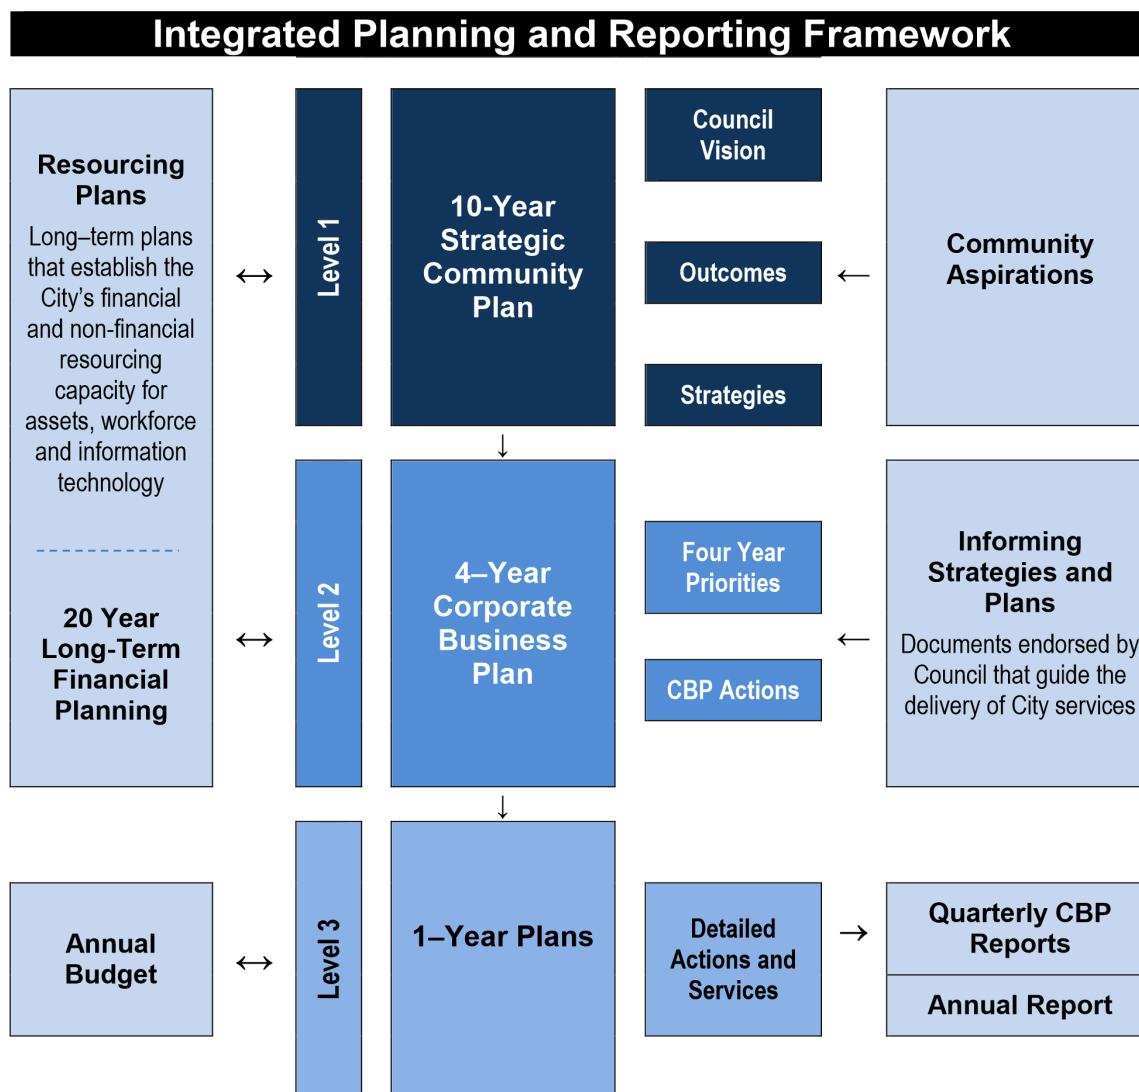 Integrated Planning and Reporting Framework
Resourcing
Plans
Long–term plans
that establish the
City’s financial
and non-financial
resourcing
capacity for
assets, workforce
and information
technology
20 Year
Long-Term
Financial
Planning
↔
Level 1
10-Year
Strategic
Community
Plan
Council
Vision
Outcomes
Strategies
←
Community
Aspirations
↓
↔
Level 2
4–Year
Corporate
Business
Plan
Four Year
Priorities
CBP Actions
←
Informing
Strategies and
Plans
Documents endorsed by
Council that guide the
delivery of City services
↓
Annual
Budget
↔
Level 3
1–Year Plans
Detailed
Actions and
Services
→
Quarterly CBP
Reports
Annual Report